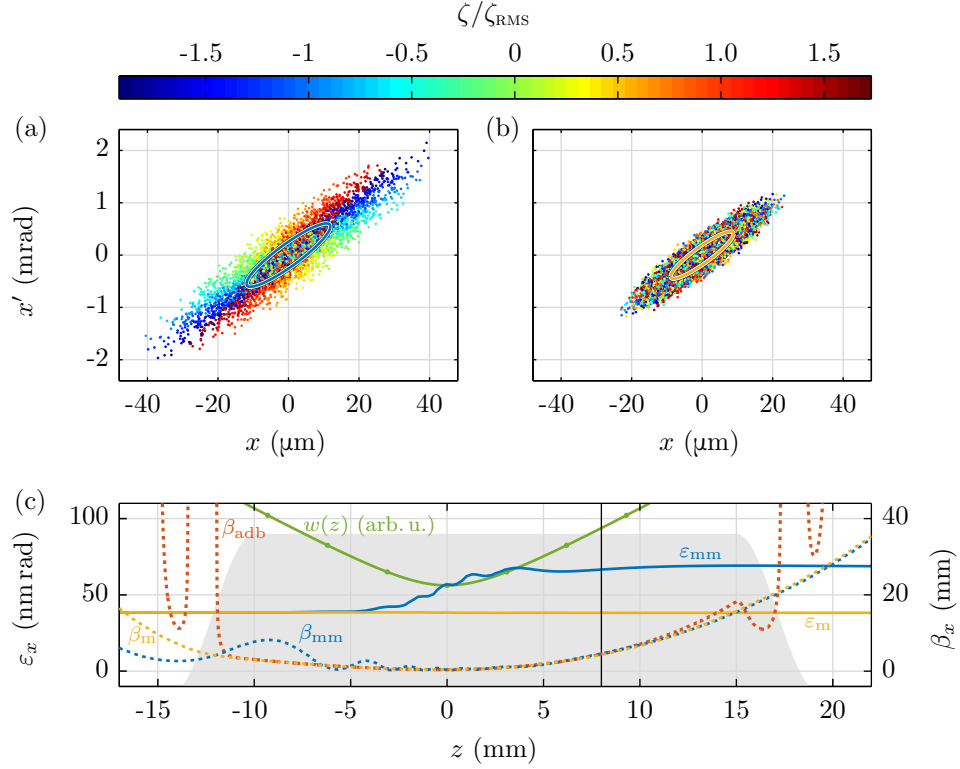 ζ/ζRMS
-1.5 -1 -0.5 0 0.5 1.0 1.5
(a) (b)
2
1
0
-1
-2
x′ (mrad)
-40 -20 0 20 40
-40 -20 0 20 40
x (μm) x (μm)
(c)
100 40
50 20
0 0
εx (nm rad)
βx (mm)
βadb
w(z) (arb. u.)
εmm
βm
βmm
εm
-15 -10 -5 0 5 10 15 20
z (mm)